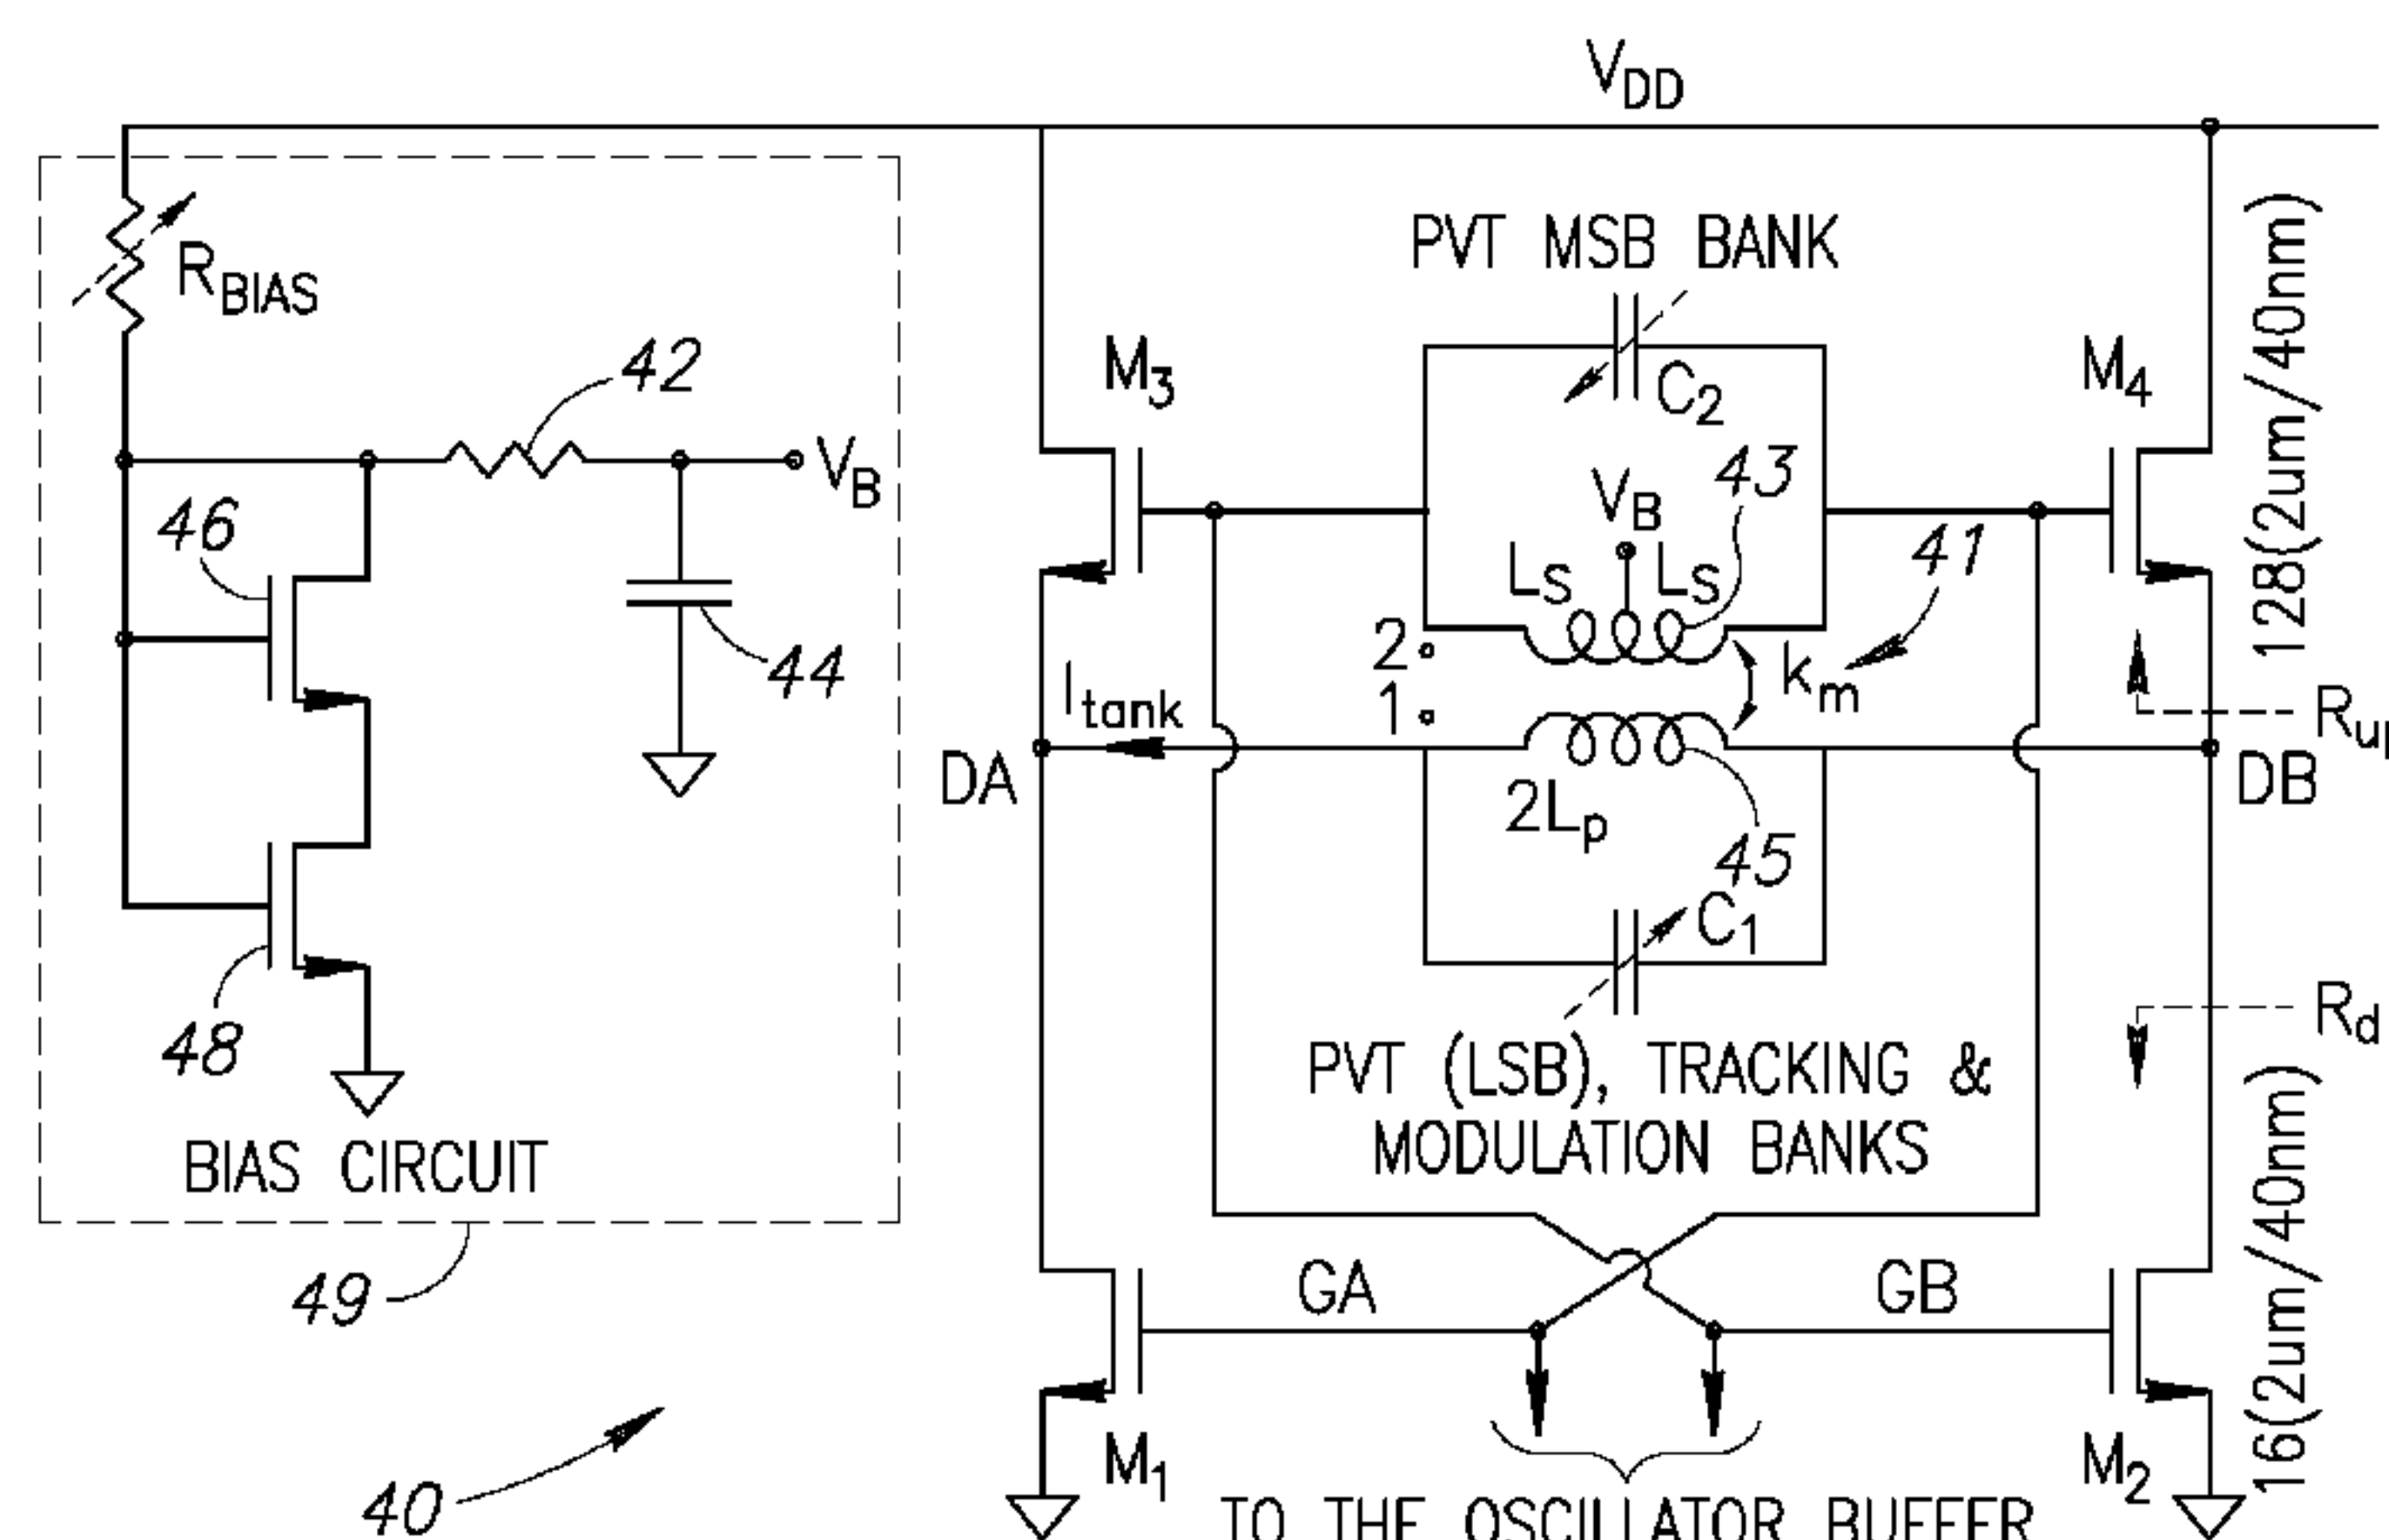 VDD
RBIAS
42
VB
46
44
48
BIAS CIRCUIT
49
40
PVT MSB BANK
C2
M3
M4
128(2um/40nm)
43
VB
LS LS
41
2
1
km
Itank
DA
DB
2Lp
45
C1
PVT (LSB), TRACKING &
MODULATION BANKS
Rd
GA
GB
M1
M2
16(2um/40nm)
TO THE OSCILLATOR BUFFER